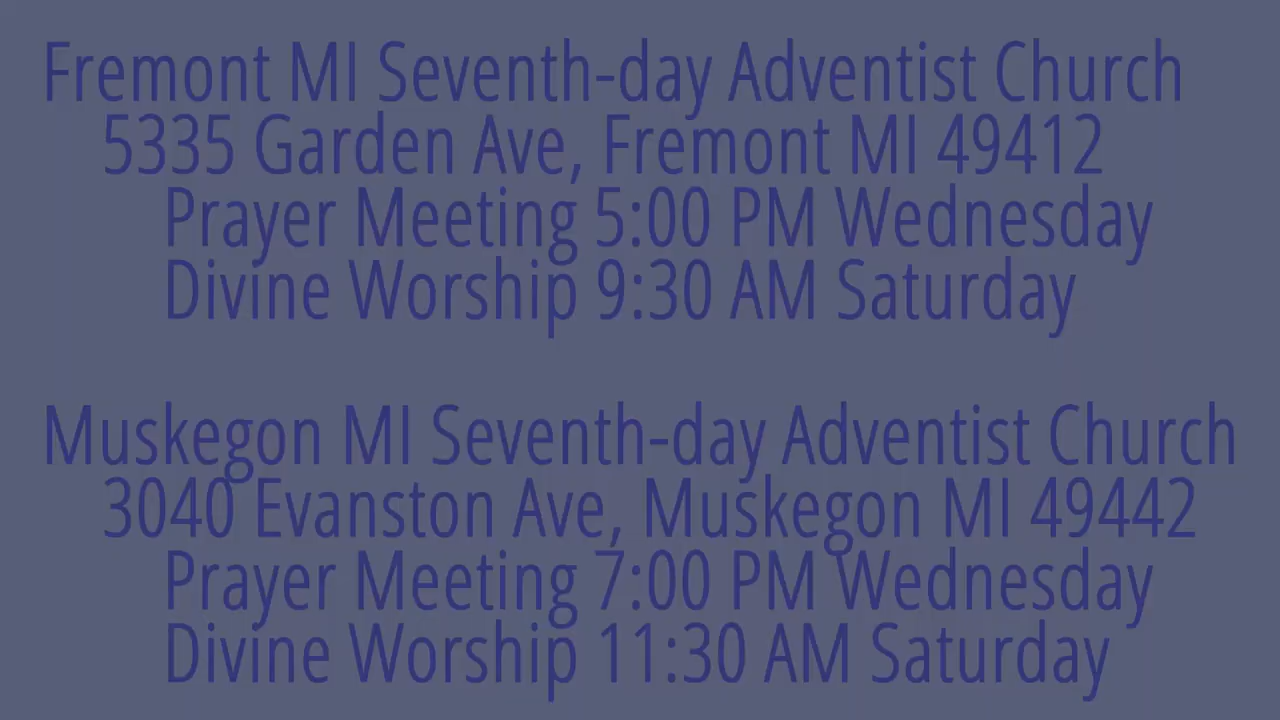 Fremont MI Seventh-day Adventist Church
5335 Garden Ave, Fremont MI 49412
Prayer Meeting 5:00 PM Wednesday
Divine Worship 9:30 AM Saturday
Muskegon MI Seventh-day Adventist Church
3040 Evanston Ave, Muskegon MI 49442
Prayer Meeting 7:00 PM Wednesday
Divine Worship 11:30 AM Saturday